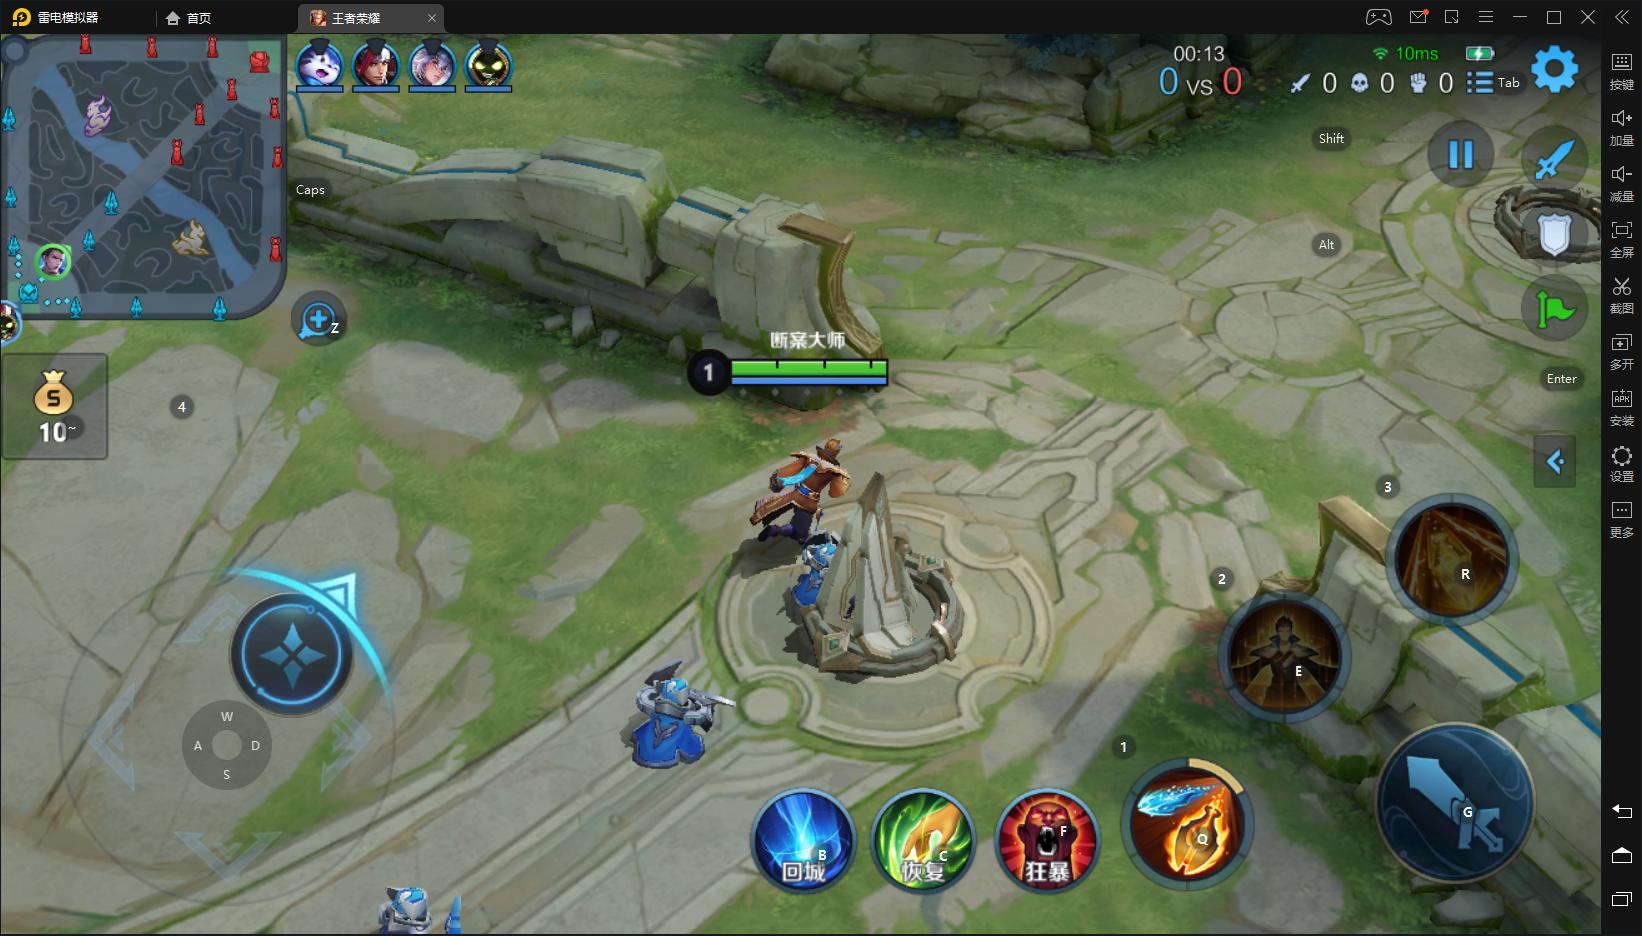 雷电模拟器
首页
王者荣耀
00:13
0 VS 0
10ms
0 0 0 Tab
按键
加量
减量
全屏
截图
多开
安装
设置
更多
APK
Shift
Caps
Alt
Z
断案大师
1
Enter
S
10~
4
3
R
2
E
W
A D
S
1
Q
G
B
回城
C
恢复
F
狂暴